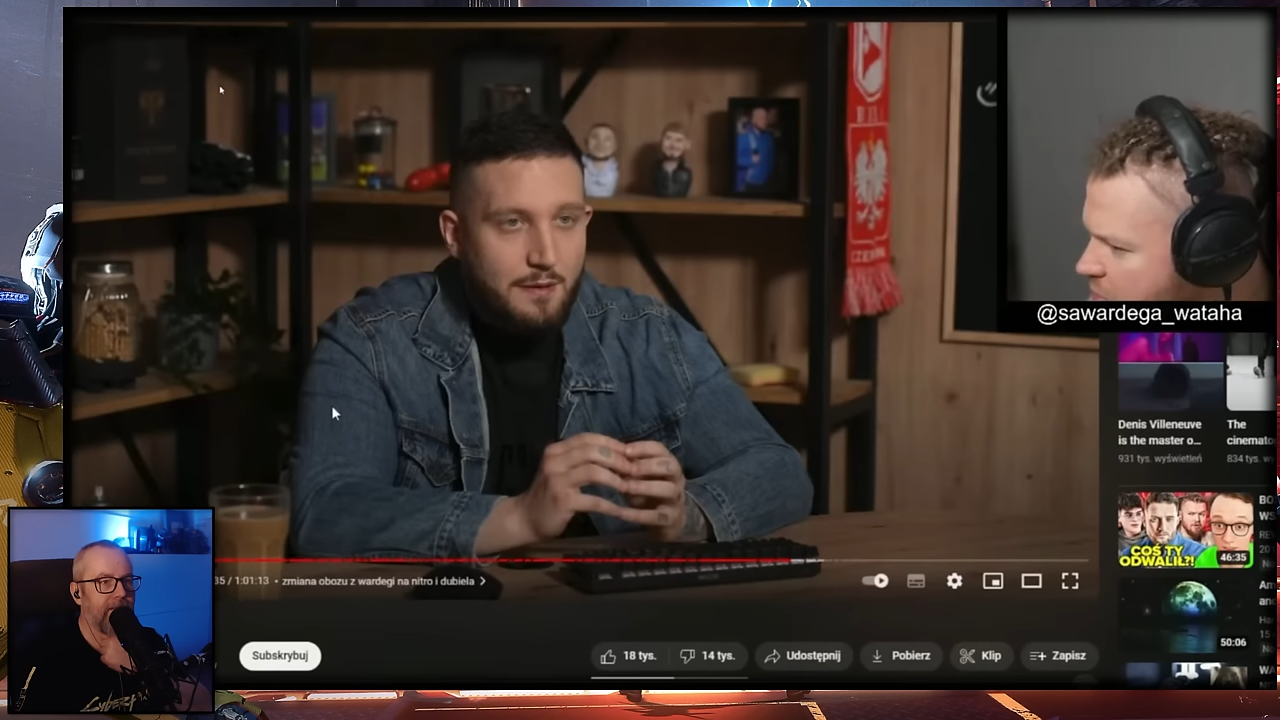 @sawardega_wataha
Denis Villeneuve
is the master o...
931 tys. wyświetleń
The
cinemato
834 tys. w
COŚ TY
ODWALIŁ?!
46:35
50:06
35 / 1:01:13 • zmiana obozu z wardegi na nitro i dubiela
Subskrybuj
18 tys.
14 tys.
Udostępnij
Pobierz
Klip
Zapisz